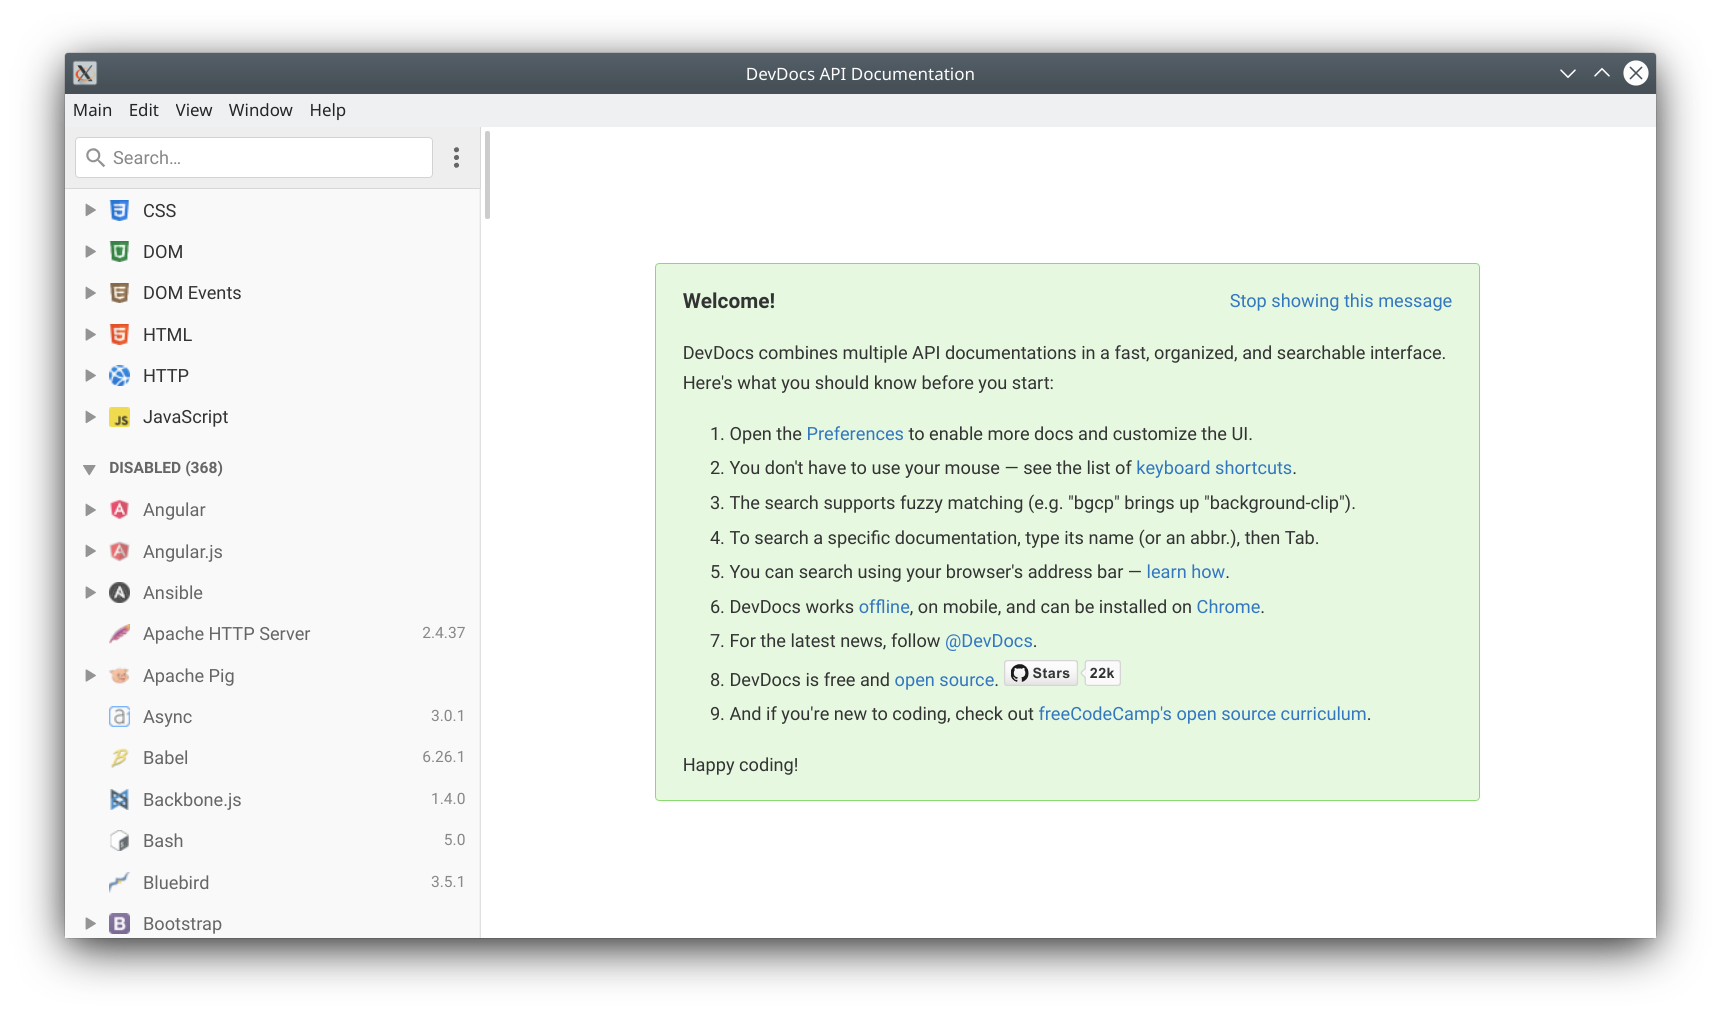 DevDocs API Documentation
Main Edit View Window Help
Search...
CSS
DOM
DOM Events
HTML
HTTP
JS JavaScript
DISABLED (368)
Angular
Angular.js
Ansible
Apache HTTP Server 2.4.37
Apache Pig
Async 3.0.1
Babel 6.26.1
Backbone.js 1.4.0
Bash 5.0
Bluebird 3.5.1
B Bootstrap
Welcome! Stop showing this message
DevDocs combines multiple API documentations in a fast, organized, and searchable interface.
Here's what you should know before you start:
1. Open the Preferences to enable more docs and customize the UI.
2. You don't have to use your mouse — see the list of keyboard shortcuts.
3. The search supports fuzzy matching (e.g. "bgcp" brings up "background-clip").
4. To search a specific documentation, type its name (or an abbr.), then Tab.
5. You can search using your browser's address bar — learn how.
6. DevDocs works offline, on mobile, and can be installed on Chrome.
7. For the latest news, follow @DevDocs.
8. DevDocs is free and open source. Stars 22k
9. And if you're new to coding, check out freeCodeCamp's open source curriculum.
Happy coding!